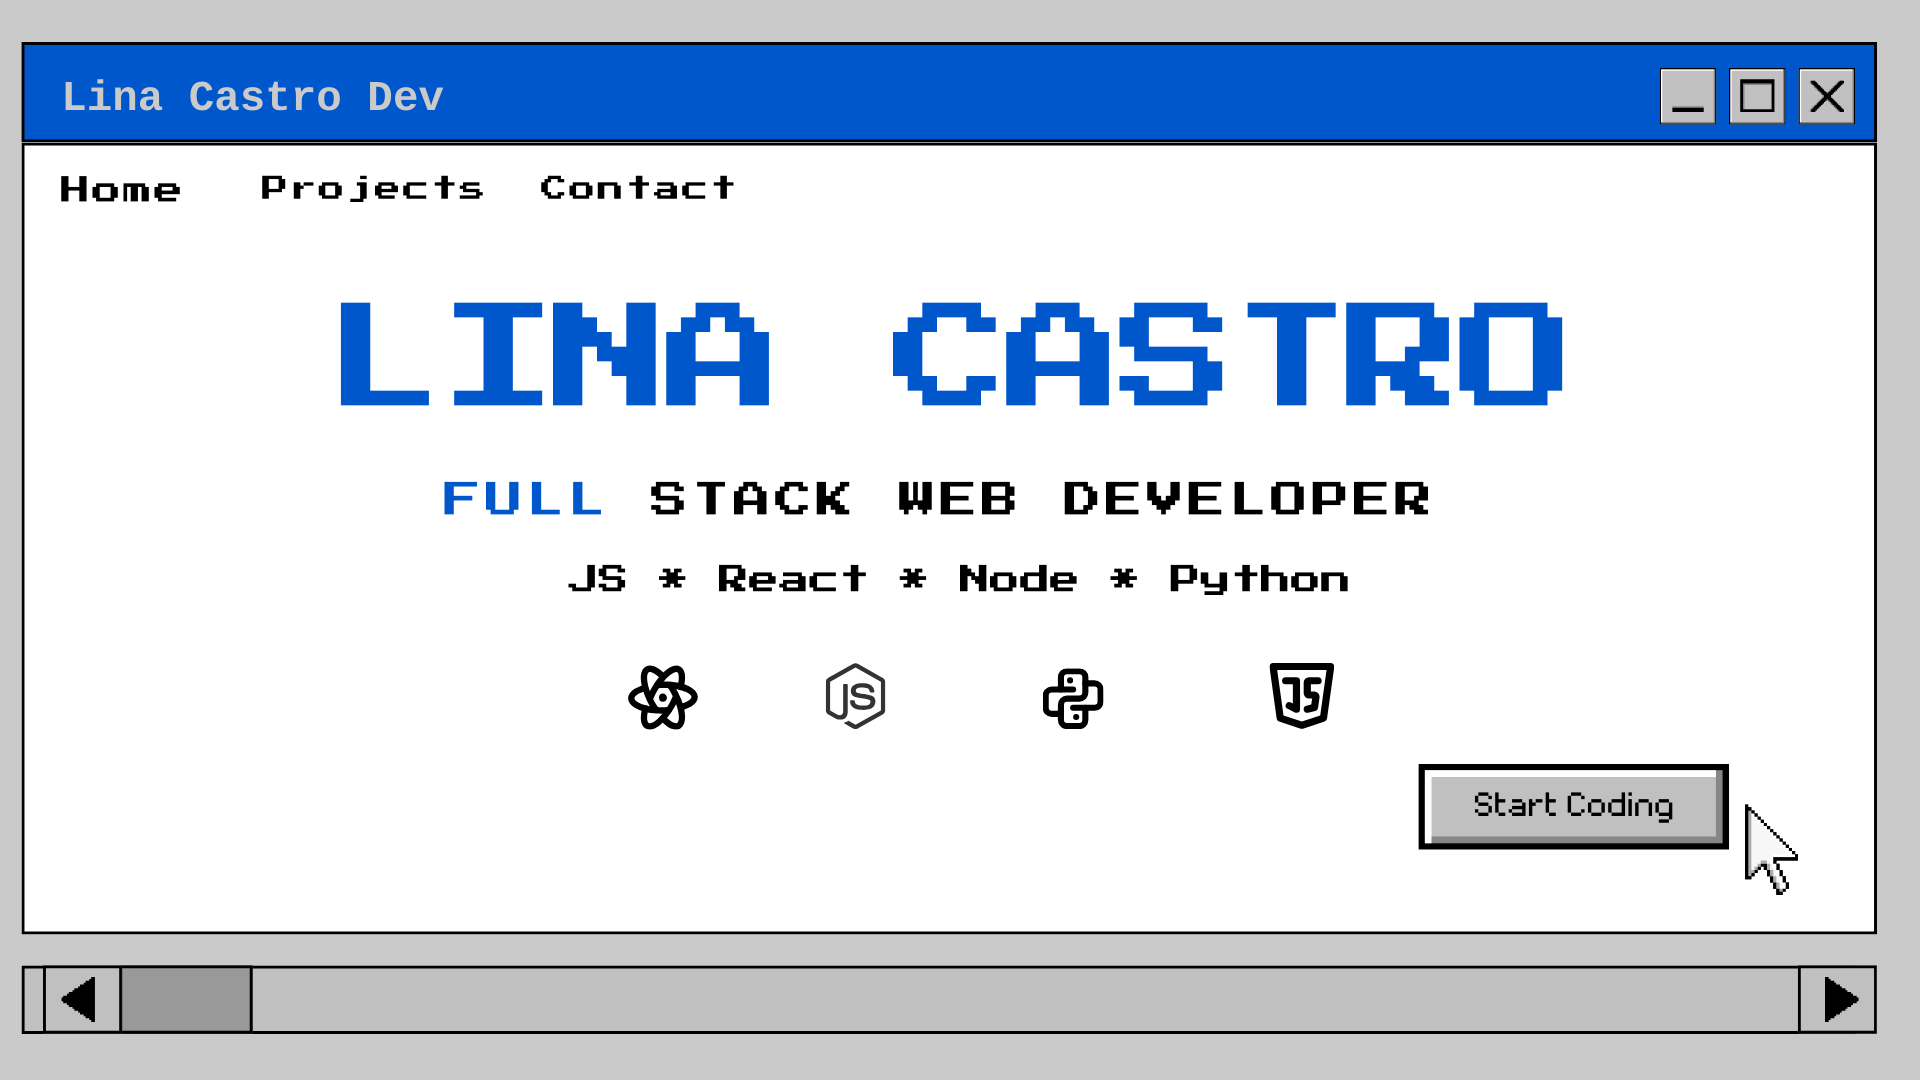 Lina Castro Dev
Home Projects Contact
LINA CASTRO
FULL STACK WEB DEVELOPER
JS * React * Node * Python
JS JS
Start Coding